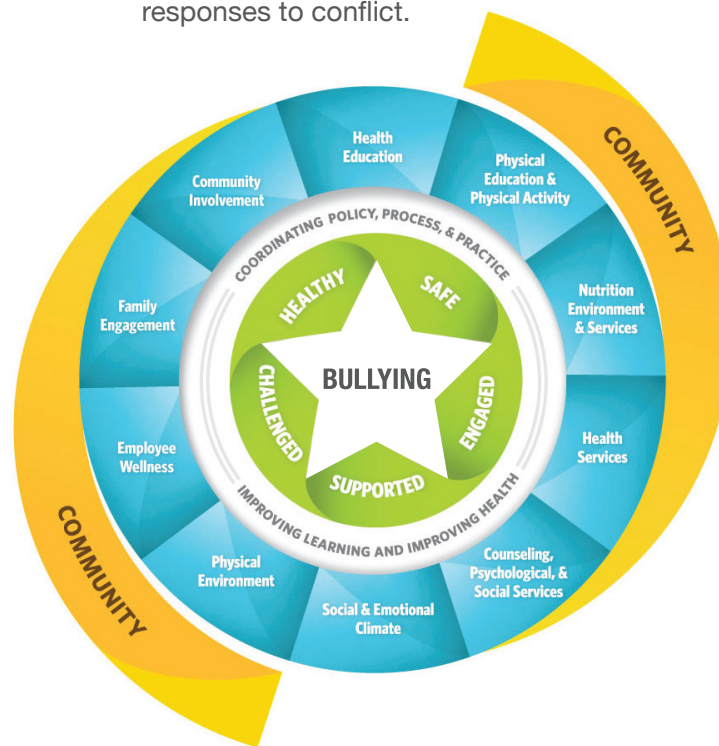 responses to conflict.
COMMUNITY
Health
Education
Physical
Education &
Physical Activity
Nutrition
Environment
& Services
Health
Services
Counseling,
Psychological, &
Social Services
Social & Emotional
Climate
Physical
Environment
Employee
Wellness
Family
Engagement
Community
Involvement
COORDINATING POLICY, PROCESS, & PRACTICE
IMPROVING LEARNING AND IMPROVING HEALTH
HEALTHY
SAFE
ENGAGED
SUPPORTED
CHALLENGED
BULLYING
COMMUNITY